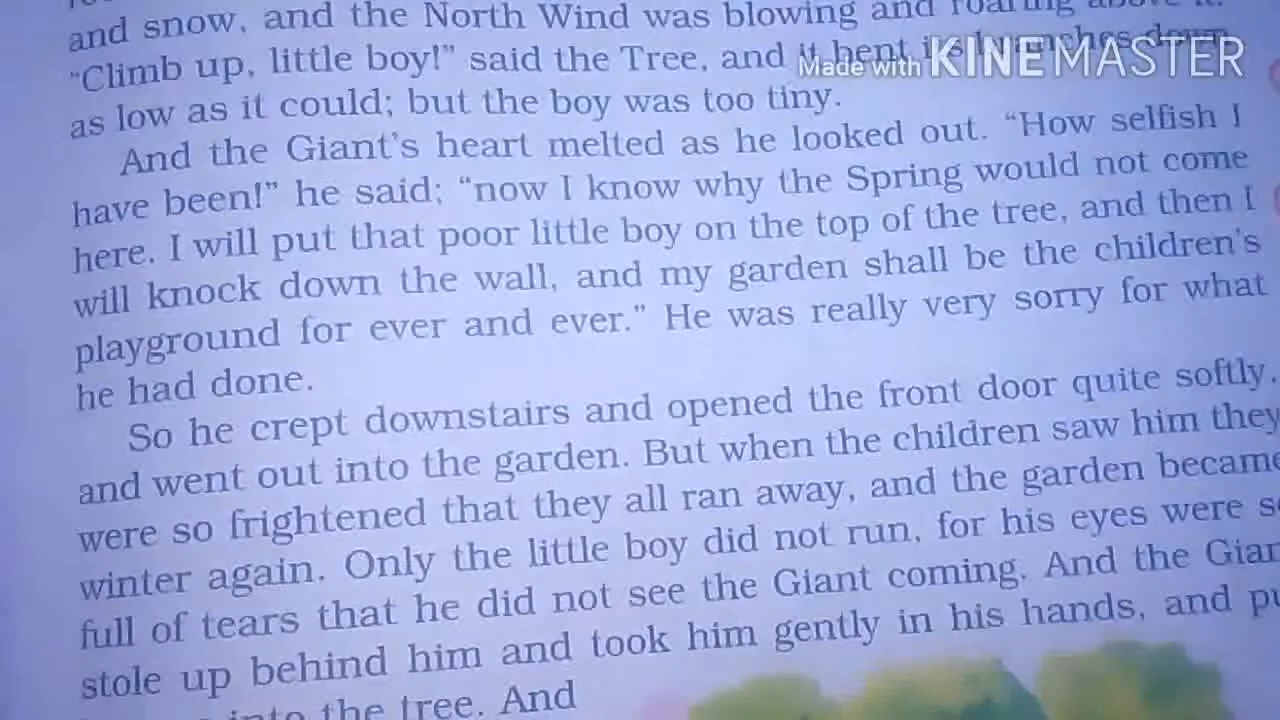 and snow, and the North Wind was blowing and roaring above it.
"Climb up, little boy!" said the Tree, and it bent its branches down
Made with KINEMASTER
as low as it could; but the boy was too tiny.
And the Giant's heart melted as he looked out. "How selfish I
have been!" he said; "now I know why the Spring would not come
here. I will put that poor little boy on the top of the tree, and then I
will knock down the wall, and my garden shall be the children's
playground for ever and ever." He was really very sorry for what
he had done.
So he crept downstairs and opened the front door quite softly,
and went out into the garden. But when the children saw him they
were so frightened that they all ran away, and the garden became
winter again. Only the little boy did not run, for his eyes were so
full of tears that he did not see the Giant coming. And the Gian
stole up behind him and took him gently in his hands, and pu
into the tree. And